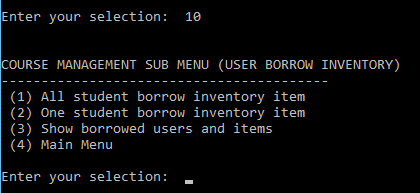 Enter your selection:  10
COURSE MANAGEMENT SUB MENU (USER BORROW INVENTORY)
-----------------------------------------
(1) All student borrow inventory item
(2) One student borrow inventory item
(3) Show borrowed users and items
(4) Main Menu
Enter your selection:  _